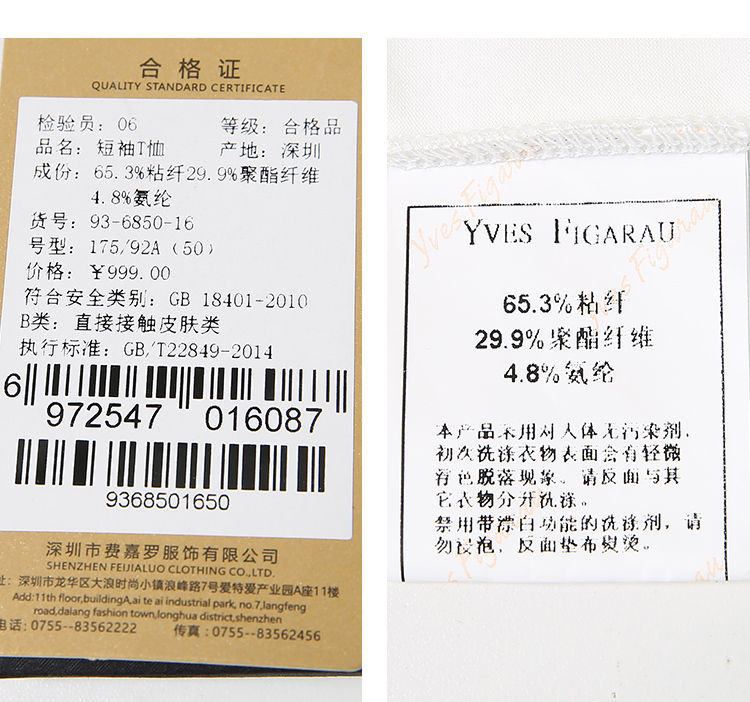 合格证
QUALITY STANDARD CERTIFICATE
检验员: 06 等级: 合格品
品名: 短袖T恤 产地: 深圳
成份: 65.3%粘纤29.9%聚酯纤维
4.8%氨纶
货号: 93-6850-16
号型: 175/92A (50)
价格: ¥999.00
符合安全类别: GB 18401-2010
B类: 直接接触皮肤类
执行标准: GB/T22849-2014
6 972547 016087
9368501650
深圳市费嘉罗服饰有限公司
SHENZHEN FEIJIALUO CLOTHING CO.,LTD.
址: 深圳市龙华区大浪时尚小镇浪峰路7号爱特爱产业园A座11楼
Add:11th floor,buildingA,ai te ai industrial park, no.7,langfeng
road,dalang fashion town,longhua district,shenzhen
电话: 0755--83562222 传真: 0755--83562456
YVES FIGARAU
65.3%粘纤
29.9%聚酯纤维
4.8%氨纶
本产品采用对人体无污染剂,
初次洗涤衣物表面会有轻微
浮色脱落现象。请反面与其
它衣物分开洗涤。
禁用带漂白功能的洗涤剂, 请
勿浸泡, 反面垫布熨烫。
Yves Figarau
Yves Figarau